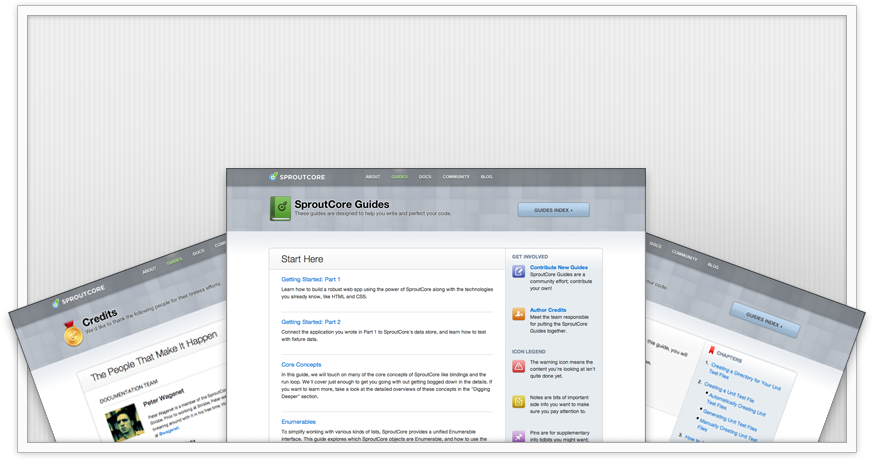 SPROUTCORE
ABOUT GUIDES DOCS COMMUNITY BLOG
SproutCore Guides
These guides are designed to help you write and perfect your code.
GUIDES INDEX ›
Start Here
Getting Started: Part 1
Learn how to build a robust web app using the power of SproutCore along with the technologies
you already know, like HTML and CSS.
Getting Started: Part 2
Connect the application you wrote in Part 1 to SproutCore's data store, and learn how to test
with fixture data.
Core Concepts
In this guide, we will touch on many of the core concepts of SproutCore like bindings and the
run loop. We'll cover just enough to get you going with out getting bogged down in the details. If
you want to learn more, take a look at the detailed overviews of these concepts in the "Digging
Deeper" section.
Enumerables
To simplify working with various kinds of lists, SproutCore provides a unified Enumerable
interface. This guide explores which SproutCore objects are Enumerable, and how to use the
GET INVOLVED
Contribute New Guides
SproutCore Guides are a
community effort; contribute
your own!
Author Credits
Meet the team responsible
for putting the SproutCore
Guides together.
ICON LEGEND
The warning icon means the
content you're looking at isn't
quite done yet.
Notes are bits of important
side info you want to make
sure you pay attention to.
Pins are for supplementary
info tidbits you might want;
SPROUTCORE
ABOUT GUIDES DOCS
Credits
We'd like to thank the following people for their tireless efforts.
The People That Make It Happen
DOCUMENTATION TEAM
Peter Wagenet
Peter Wagenet is a member of the SproutCore
at @wagenet
DOCS COMMUNITY BLOG
your code.
GUIDES INDEX ›
this guide, you will
CHAPTERS
1. Creating a Directory for Your Unit
Test Files
2. Creating a Unit Test File
Automatically Creating Unit
Test Files
Generating Unit Test Files
Manually Creating Unit Test
Files
3. How to